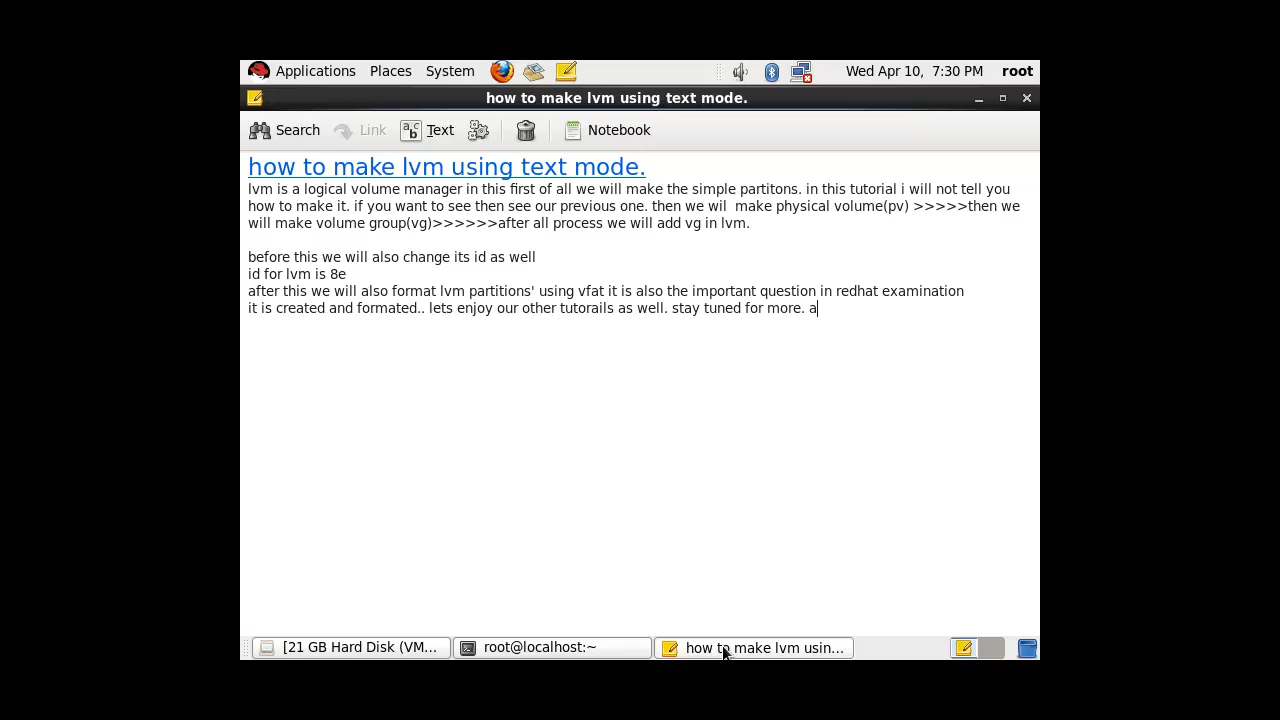 Applications Places System Wed Apr 10, 7:30 PM root
how to make lvm using text mode.
Search Link Text Notebook
how to make lvm using text mode.
lvm is a logical volume manager in this first of all we will make the simple partitons. in this tutorial i will not tell you
how to make it. if you want to see then see our previous one. then we wil  make physical volume(pv) >>>>>then we
will make volume group(vg)>>>>>>after all process we will add vg in lvm.
before this we will also change its id as well
id for lvm is 8e
after this we will also format lvm partitions' using vfat it is also the important question in redhat examination
it is created and formated.. lets enjoy our other tutorails as well. stay tuned for more. a
[21 GB Hard Disk (VM... root@localhost:~ how to make lvm usin...